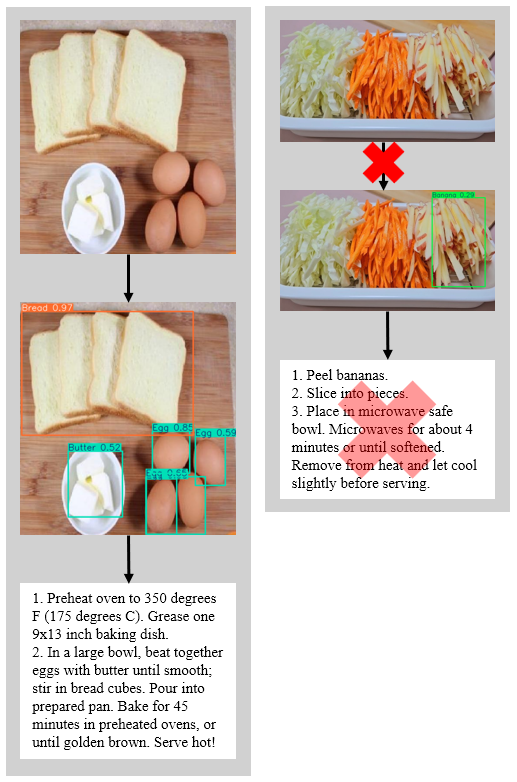 Bread 0.97
Egg 0.85
Egg 0.59
Butter 0.52
1. Preheat oven to 350 degrees
F (175 degrees C). Grease one
9x13 inch baking dish.
2. In a large bowl, beat together
eggs with butter until smooth;
stir in bread cubes. Pour into
prepared pan. Bake for 45
minutes in preheated ovens, or
until golden brown. Serve hot!
Banana 0.29
1. Peel bananas.
2. Slice into pieces.
3. Place in microwave safe
bowl. Microwaves for about 4
minutes or until softened.
Remove from heat and let cool
slightly before serving.